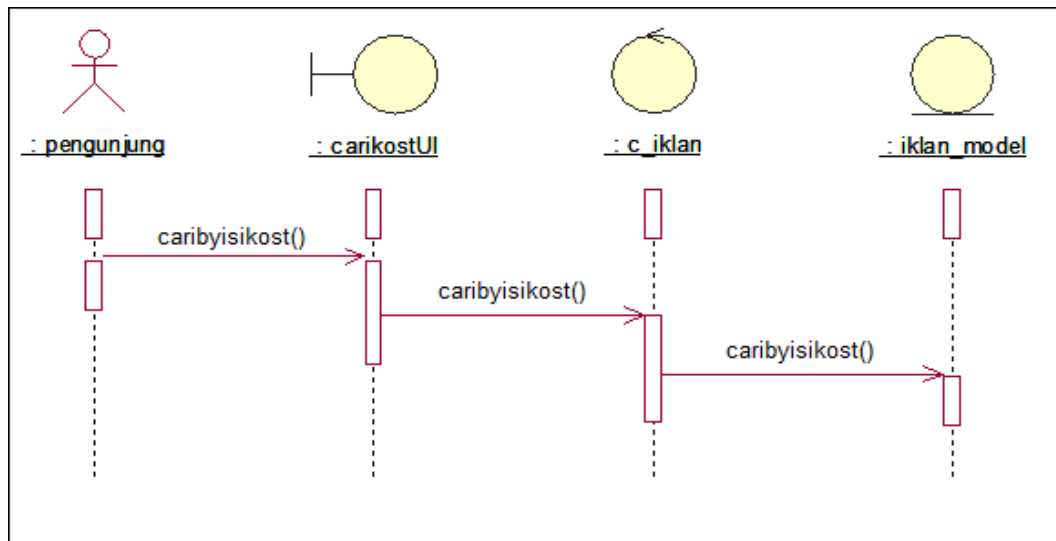 : pengunjung
: carikostUI
: c_iklan
: iklan_model
caribyisikost()
caribyisikost()
caribyisikost()